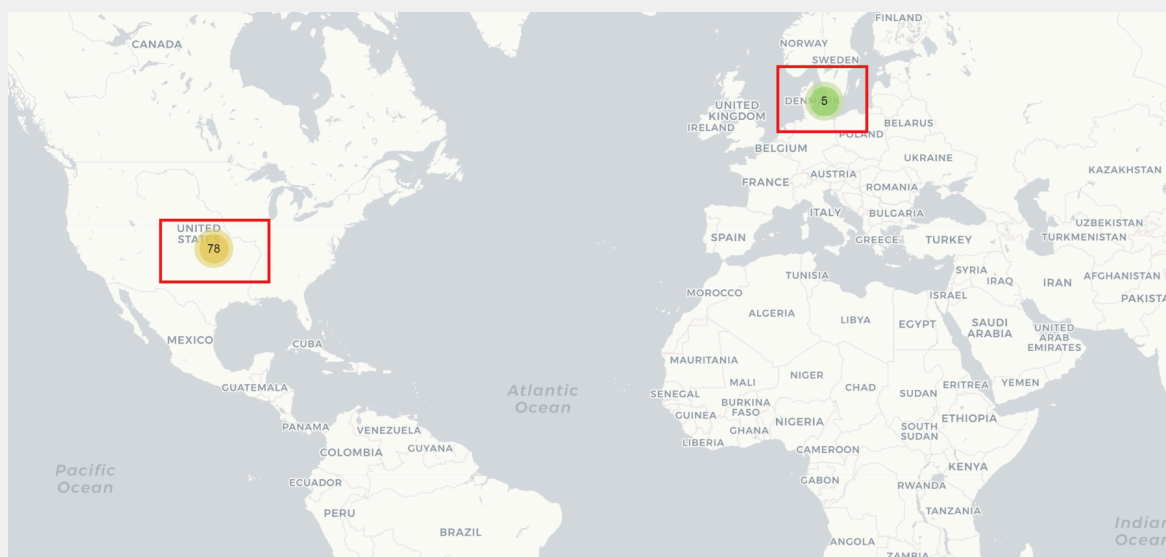 FINLAND
CANADA
NORWAY
SWEDEN
5
UNITED
KINGDOM
IRELAND
BELARUS
POLAND
BELGIUM
UKRAINE
KAZAKHSTAN
AUSTRIA
FRANCE
ROMANIA
ITALY
BULGARIA
UZBEKISTAN
UNITED
78
SPAIN
GREECE
TURKEY
TURKMENISTAN
TUNISIA
SYRIA
IRAQ
IRAN
AFGHANISTAN
MOROCCO
ISRAEL
PAKISTA
ALGERIA
LIBYA
EGYPT
SAUDI
ARABIA
UNITED
ARAB
EMIRATES
MEXICO
CUBA
MAURITANIA
GUATEMALA
Atlantic
Ocean
MALI
NIGER
CHAD
SUDAN
ERITREA
YEMEN
SENEGAL
BURKINA
FASO
GUINEA
GHANA
NIGERIA
ETHIOPIA
SOUTH
SUDAN
PANAMA
VENEZUELA
LIBERIA
COLOMBIA
GUYANA
CAMEROON
Pacific
Ocean
KENYA
ECUADOR
GABON
RWANDA
PERU
TANZANIA
BRAZIL
Indian
Ocean
ANGOLA
ZAMBIA